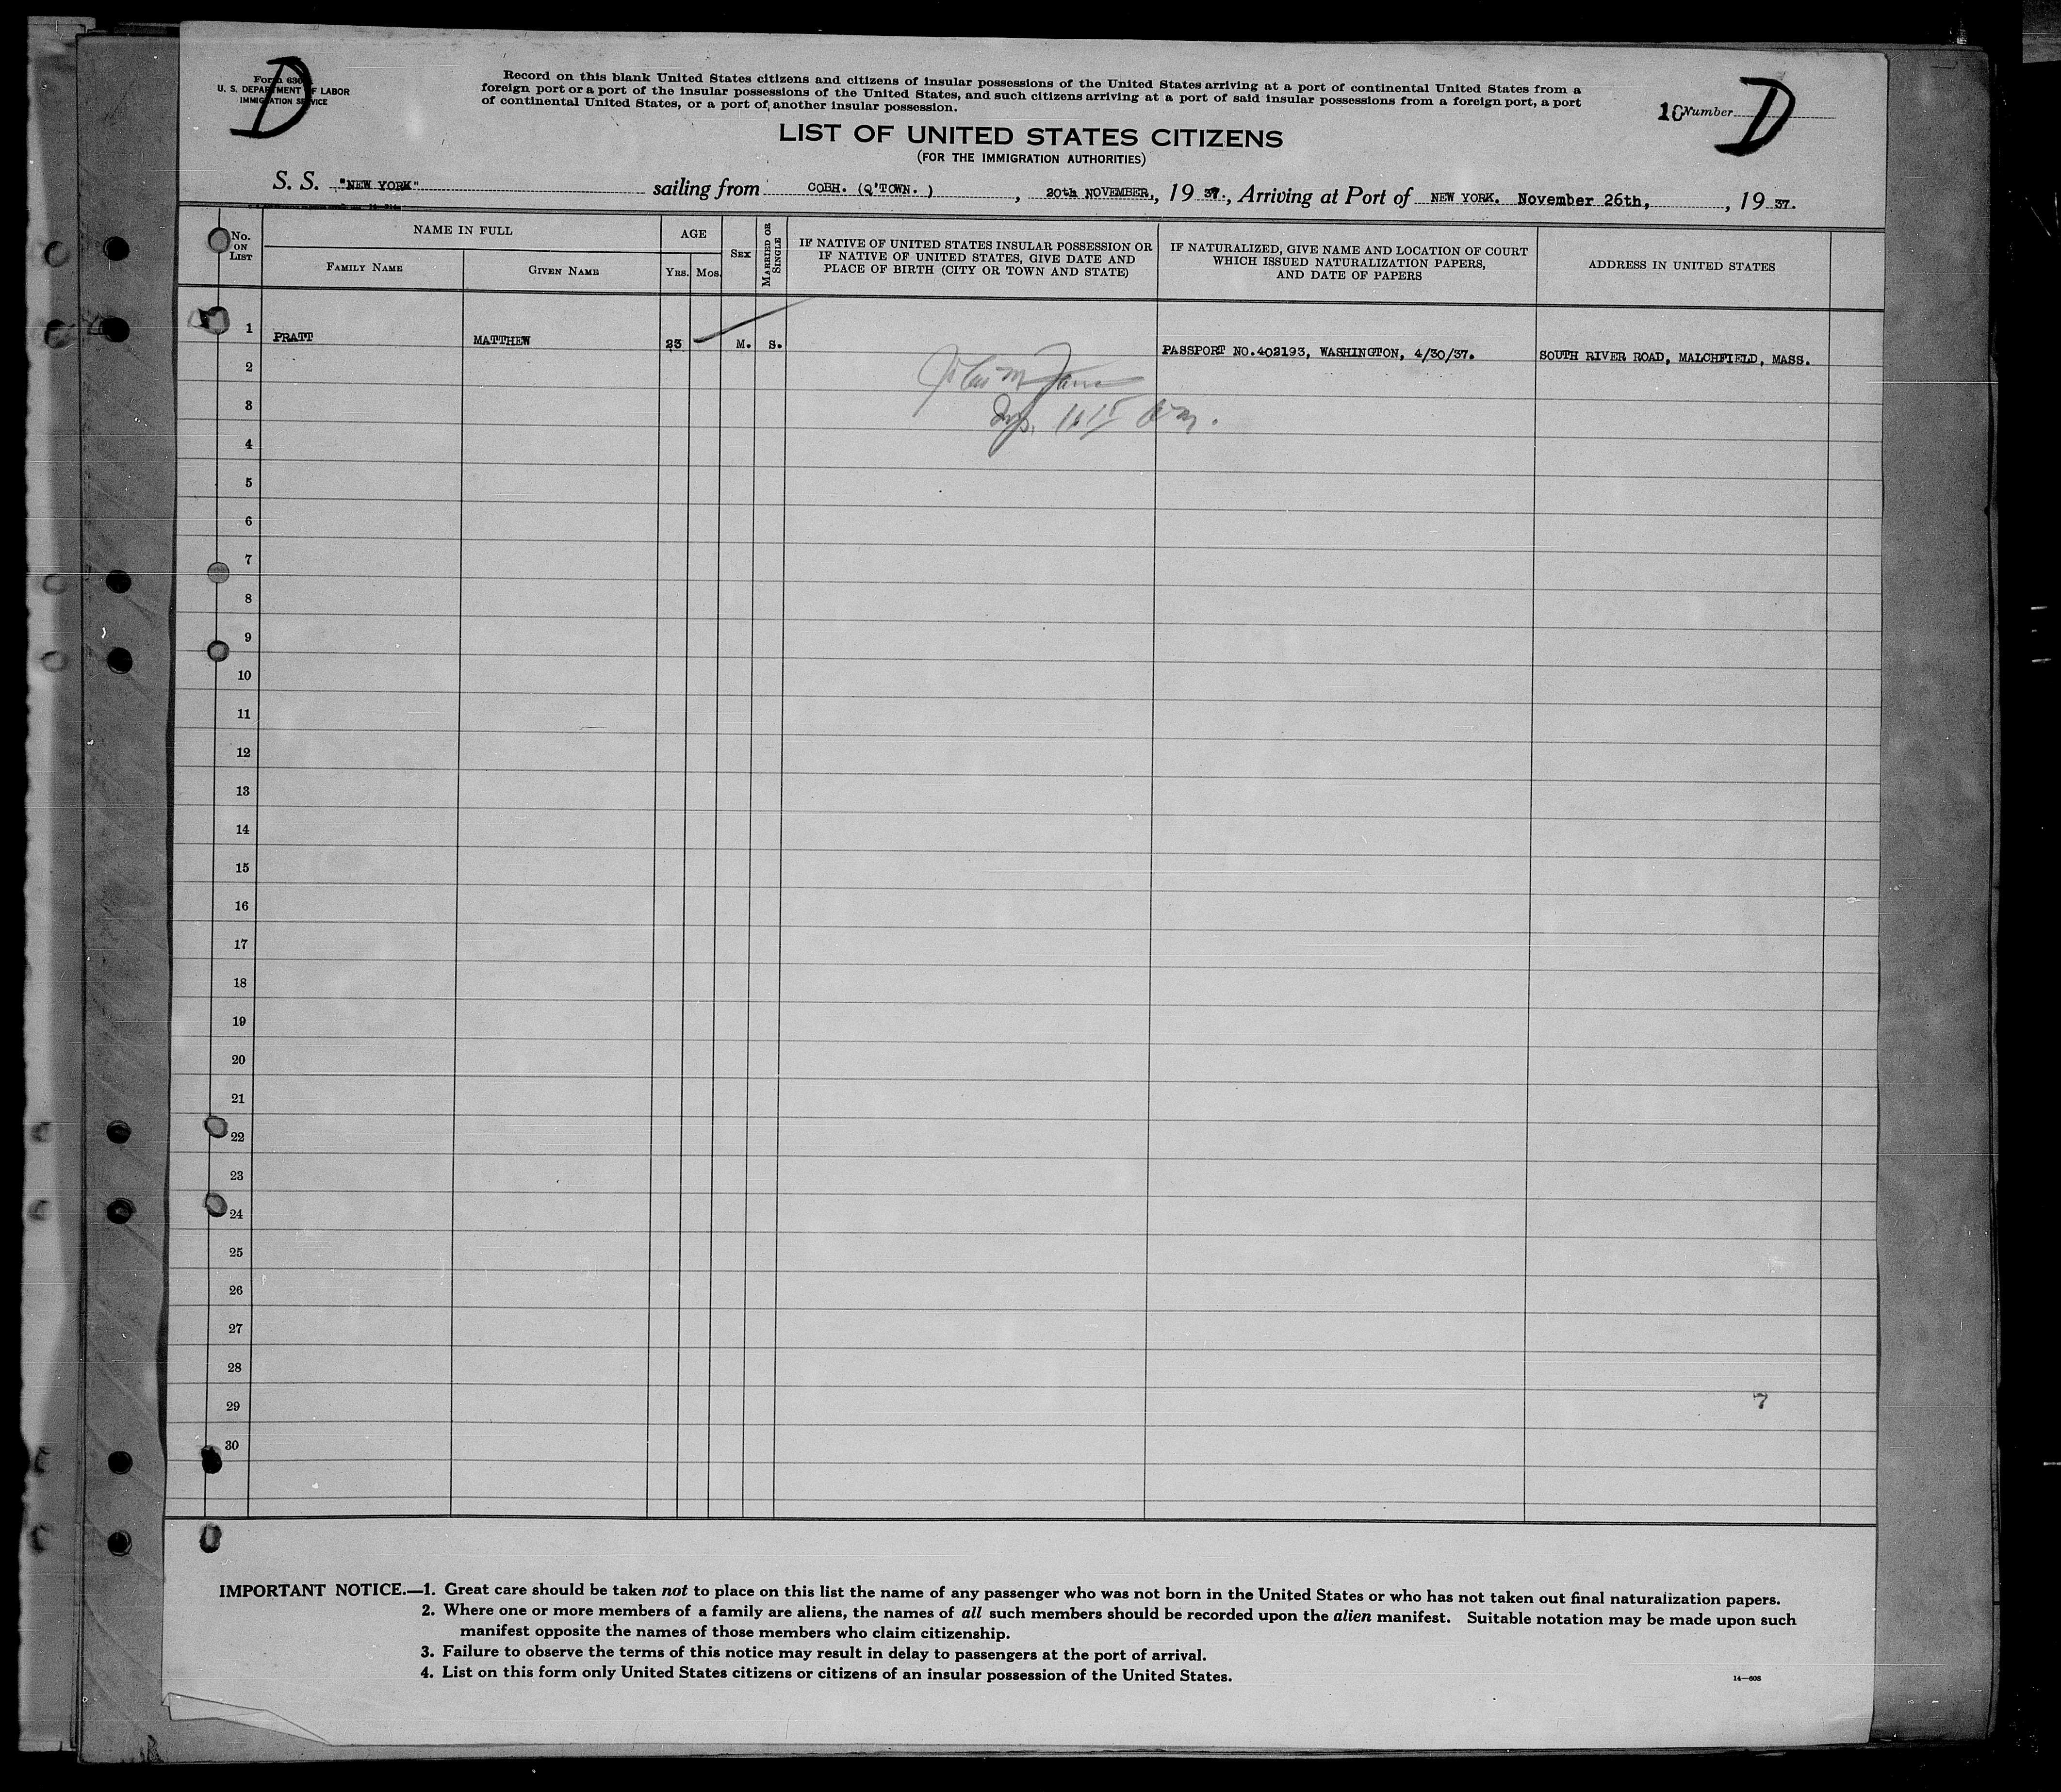 Form 630
U. S. DEPARTMENT OF LABOR
IMMIGRATION SERVICE
D
Record on this blank United States citizens and citizens of insular possessions of the United States arriving at a port of continental United States from a
foreign port or a port of the insular possessions of the United States, and such citizens arriving at a port of said insular possessions from a foreign port, a port
of continental United States, or a port of another insular possession.
10 Number D
LIST OF UNITED STATES CITIZENS
(FOR THE IMMIGRATION AUTHORITIES)
S. S. "NEW YORK" sailing from COBH. (Q'TOWN. ), 20th NOVEMBER, 19 37., Arriving at Port of NEW YORK. November 26th, , 19 37.
No. ON LIST
NAME IN FULL
FAMILY NAME
GIVEN NAME
AGE
YRS. MOS.
SEX
MARRIED OR SINGLE
IF NATIVE OF UNITED STATES INSULAR POSSESSION OR
IF NATIVE OF UNITED STATES, GIVE DATE AND
PLACE OF BIRTH (CITY OR TOWN AND STATE)
IF NATURALIZED, GIVE NAME AND LOCATION OF COURT
WHICH ISSUED NATURALIZATION PAPERS,
AND DATE OF PAPERS
ADDRESS IN UNITED STATES
1 PRATT MATTHEW 23 M. S. PASSPORT NO.402193, WASHINGTON, 4/30/37. SOUTH RIVER ROAD, MALCHFIELD, MASS.
2
3
4
5
6
7
8
9
10
11
12
13
14
15
16
17
18
19
20
21
22
23
24
25
26
27
28
29 7
30
IMPORTANT NOTICE.—1. Great care should be taken not to place on this list the name of any passenger who was not born in the United States or who has not taken out final naturalization papers.
2. Where one or more members of a family are aliens, the names of all such members should be recorded upon the alien manifest. Suitable notation may be made upon such
manifest opposite the names of those members who claim citizenship.
3. Failure to observe the terms of this notice may result in delay to passengers at the port of arrival.
4. List on this form only United States citizens or citizens of an insular possession of the United States.
14—608